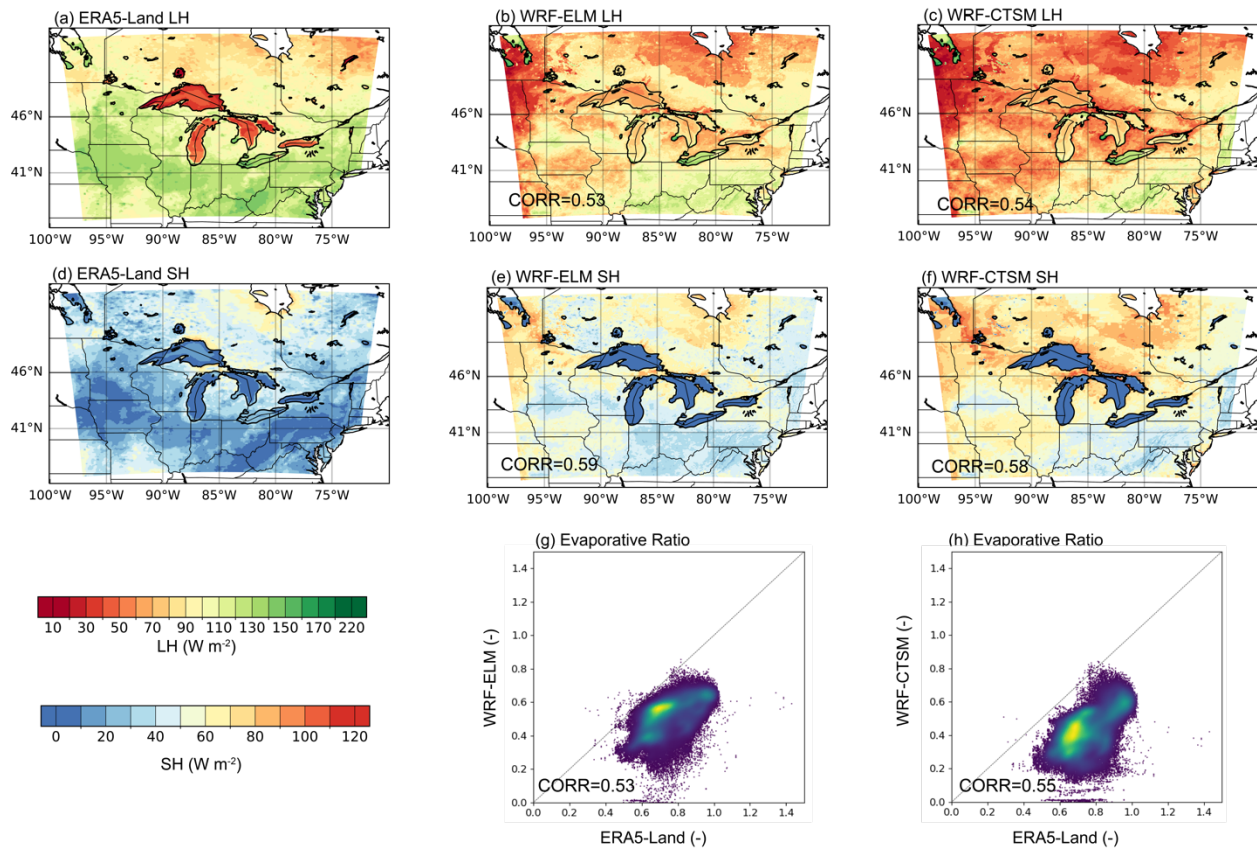 (a) ERA5-Land LH
(b) WRF-ELM LH
(c) WRF-CTSM LH
46°N
41°N
100°W 95°W 90°W 85°W 80°W 75°W
46°N
41°N
CORR=0.53
100°W 95°W 90°W 85°W 80°W 75°W
46°N
41°N
CORR=0.54
100°W 95°W 90°W 85°W 80°W 75°W
(d) ERA5-Land SH
(e) WRF-ELM SH
(f) WRF-CTSM SH
46°N
41°N
100°W 95°W 90°W 85°W 80°W 75°W
46°N
41°N
CORR=0.59
100°W 95°W 90°W 85°W 80°W 75°W
46°N
41°N
CORR=0.58
100°W 95°W 90°W 85°W 80°W 75°W
10 30 50 70 90 110 130 150 170 220
LH (W m⁻²)
0 20 40 60 80 100 120
SH (W m⁻²)
(g) Evaporative Ratio
1.4
1.2
1.0
0.8
0.6
0.4
0.2
0.0
WRF-ELM (-)
CORR=0.53
0.0 0.2 0.4 0.6 0.8 1.0 1.2 1.4
ERA5-Land (-)
(h) Evaporative Ratio
1.4
1.2
1.0
0.8
0.6
0.4
0.2
0.0
WRF-CTSM (-)
CORR=0.55
0.0 0.2 0.4 0.6 0.8 1.0 1.2 1.4
ERA5-Land (-)